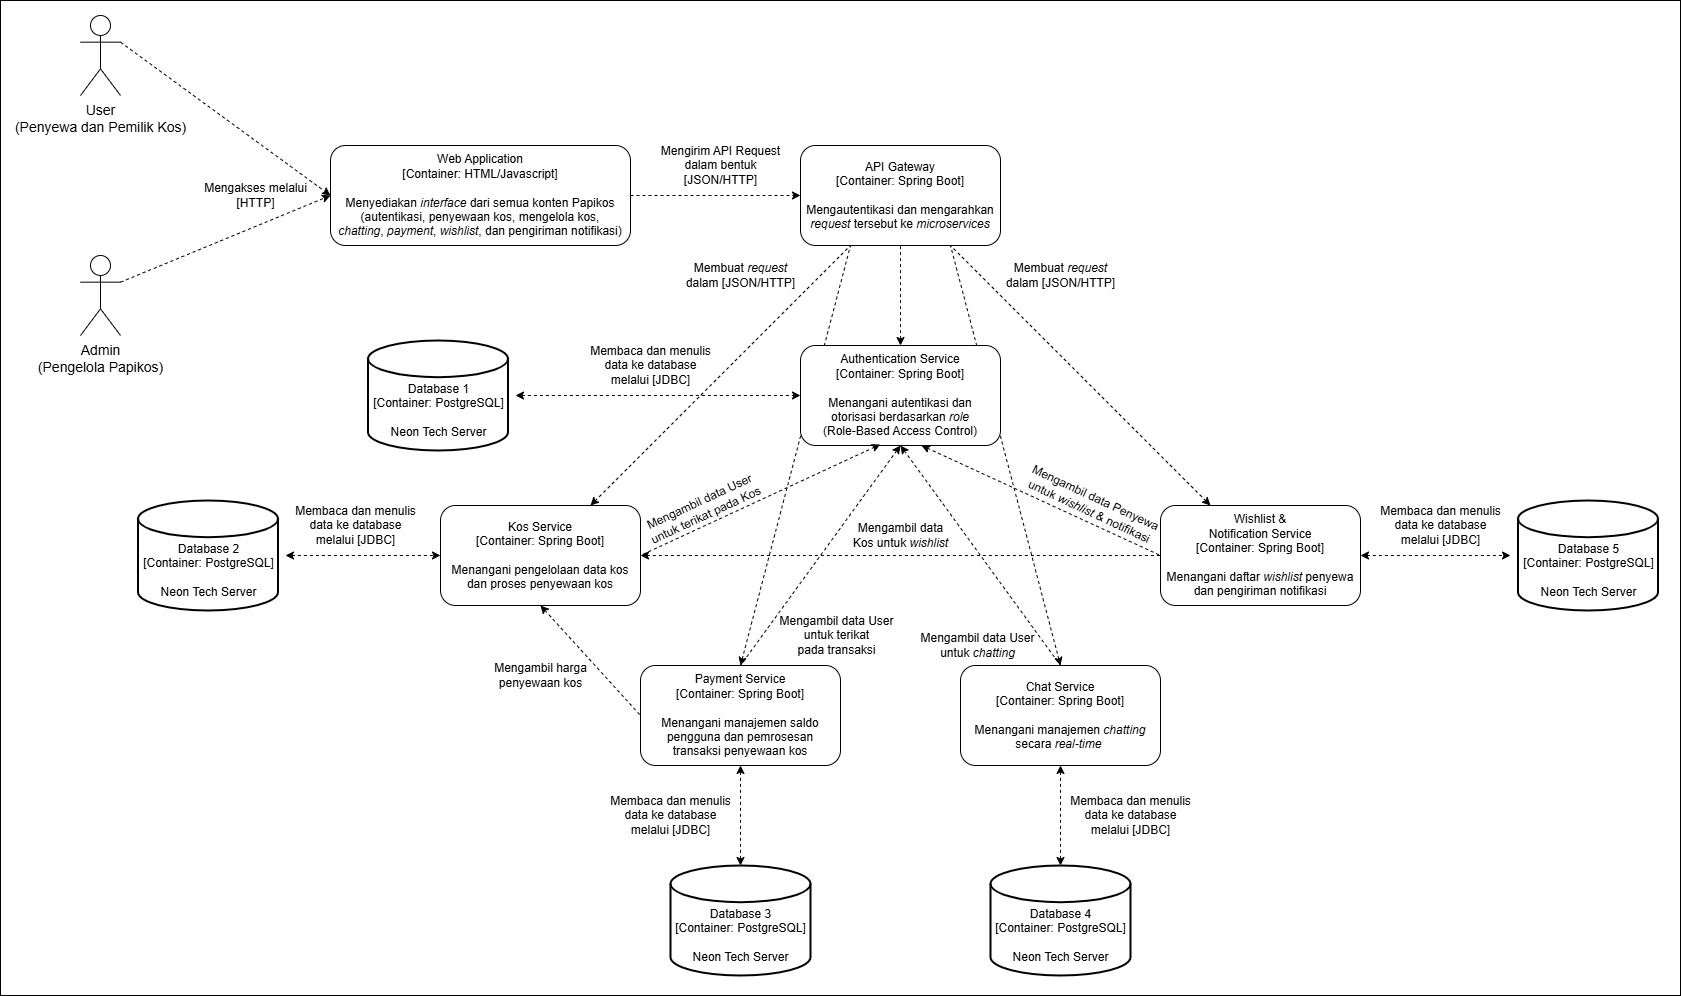 User
(Penyewa dan Pemilik Kos)
Mengakses melalui
[HTTP]
Admin
(Pengelola Papikos)
Web Application
[Container: HTML/Javascript]
Menyediakan interface dari semua konten Papikos
(autentikasi, penyewaan kos, mengelola kos,
chatting, payment, wishlist, dan pengiriman notifikasi)
Mengirim API Request
dalam bentuk
[JSON/HTTP]
API Gateway
[Container: Spring Boot]
Mengautentikasi dan mengarahkan
request tersebut ke microservices
Membuat request
dalam [JSON/HTTP]
Membuat request
dalam [JSON/HTTP]
Authentication Service
[Container: Spring Boot]
Menangani autentikasi dan
otorisasi berdasarkan role
(Role-Based Access Control)
Membaca dan menulis
data ke database
melalui [JDBC]
Database 1
[Container: PostgreSQL]
Neon Tech Server
Database 2
[Container: PostgreSQL]
Neon Tech Server
Membaca dan menulis
data ke database
melalui [JDBC]
Kos Service
[Container: Spring Boot]
Menangani pengelolaan data kos
dan proses penyewaan kos
Mengambil data User
untuk terikat pada Kos
Mengambil data
Kos untuk wishlist
Mengambil data Penyewa
untuk wishlist & notifikasi
Wishlist &
Notification Service
[Container: Spring Boot]
Menangani daftar wishlist penyewa
dan pengiriman notifikasi
Membaca dan menulis
data ke database
melalui [JDBC]
Database 5
[Container: PostgreSQL]
Neon Tech Server
Mengambil harga
penyewaan kos
Mengambil data User
untuk terikat
pada transaksi
Mengambil data User
untuk chatting
Payment Service
[Container: Spring Boot]
Menangani manajemen saldo
pengguna dan pemrosesan
transaksi penyewaan kos
Chat Service
[Container: Spring Boot]
Menangani manajemen chatting
secara real-time
Membaca dan menulis
data ke database
melalui [JDBC]
Membaca dan menulis
data ke database
melalui [JDBC]
Database 3
[Container: PostgreSQL]
Neon Tech Server
Database 4
[Container: PostgreSQL]
Neon Tech Server